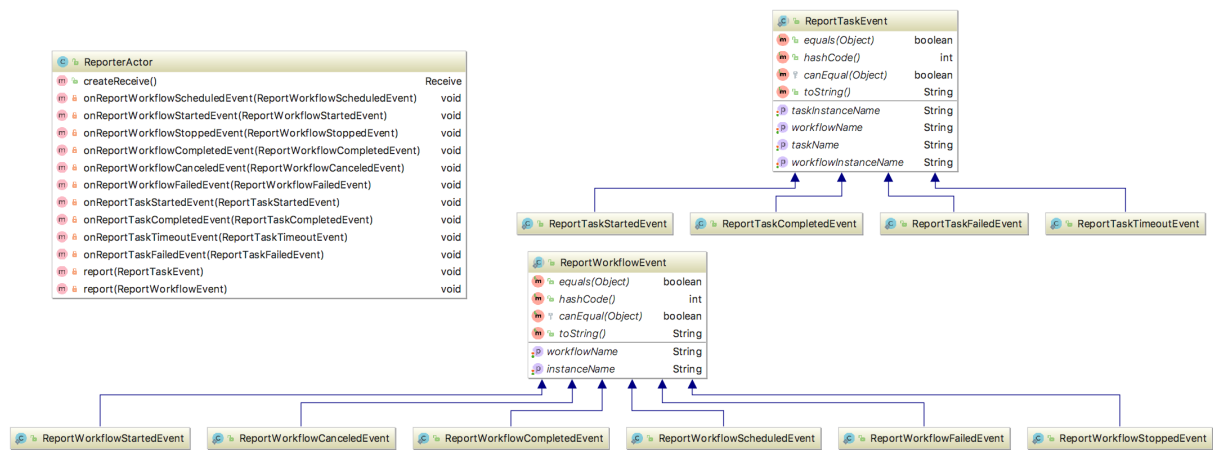 ReporterActor
createReceive() Receive
onReportWorkflowScheduledEvent(ReportWorkflowScheduledEvent) void
onReportWorkflowStartedEvent(ReportWorkflowStartedEvent) void
onReportWorkflowStoppedEvent(ReportWorkflowStoppedEvent) void
onReportWorkflowCompletedEvent(ReportWorkflowCompletedEvent) void
onReportWorkflowCanceledEvent(ReportWorkflowCanceledEvent) void
onReportWorkflowFailedEvent(ReportWorkflowFailedEvent) void
onReportTaskStartedEvent(ReportTaskStartedEvent) void
onReportTaskCompletedEvent(ReportTaskCompletedEvent) void
onReportTaskTimeoutEvent(ReportTaskTimeoutEvent) void
onReportTaskFailedEvent(ReportTaskFailedEvent) void
report(ReportTaskEvent) void
report(ReportWorkflowEvent) void
ReportTaskEvent
equals(Object) boolean
hashCode() int
canEqual(Object) boolean
toString() String
taskInstanceName String
workflowName String
taskName String
workflowInstanceName String
ReportTaskStartedEvent
ReportTaskCompletedEvent
ReportTaskFailedEvent
ReportTaskTimeoutEvent
ReportWorkflowEvent
equals(Object) boolean
hashCode() int
canEqual(Object) boolean
toString() String
workflowName String
instanceName String
ReportWorkflowStartedEvent
ReportWorkflowCanceledEvent
ReportWorkflowCompletedEvent
ReportWorkflowScheduledEvent
ReportWorkflowFailedEvent
ReportWorkflowStoppedEvent